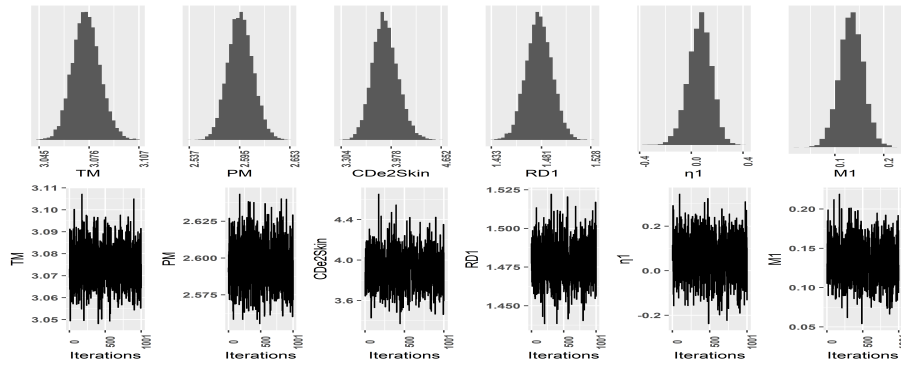 3.045 3.076 3.107
TM
2.537 2.595 2.663
PM
3.304 3.978 4.662
CDe2Skin
1.433 1.481 1.528
RD1
-0.4 0.0 0.4
η1
0.1 0.2
M1
3.11
3.10
3.09
3.08
3.07
3.06
3.05
TM
0 500 1001
Iterations
2.625
2.600
2.575
PM
0 500 1001
Iterations
4.4
4.0
3.6
CDe2Skin
0 500 1001
Iterations
1.525
1.500
1.475
1.450
RD1
0 500 1001
Iterations
0.2
0.0
-0.2
η1
0 500 1001
Iterations
0.20
0.15
0.10
0.05
M1
0 500 1001
Iterations